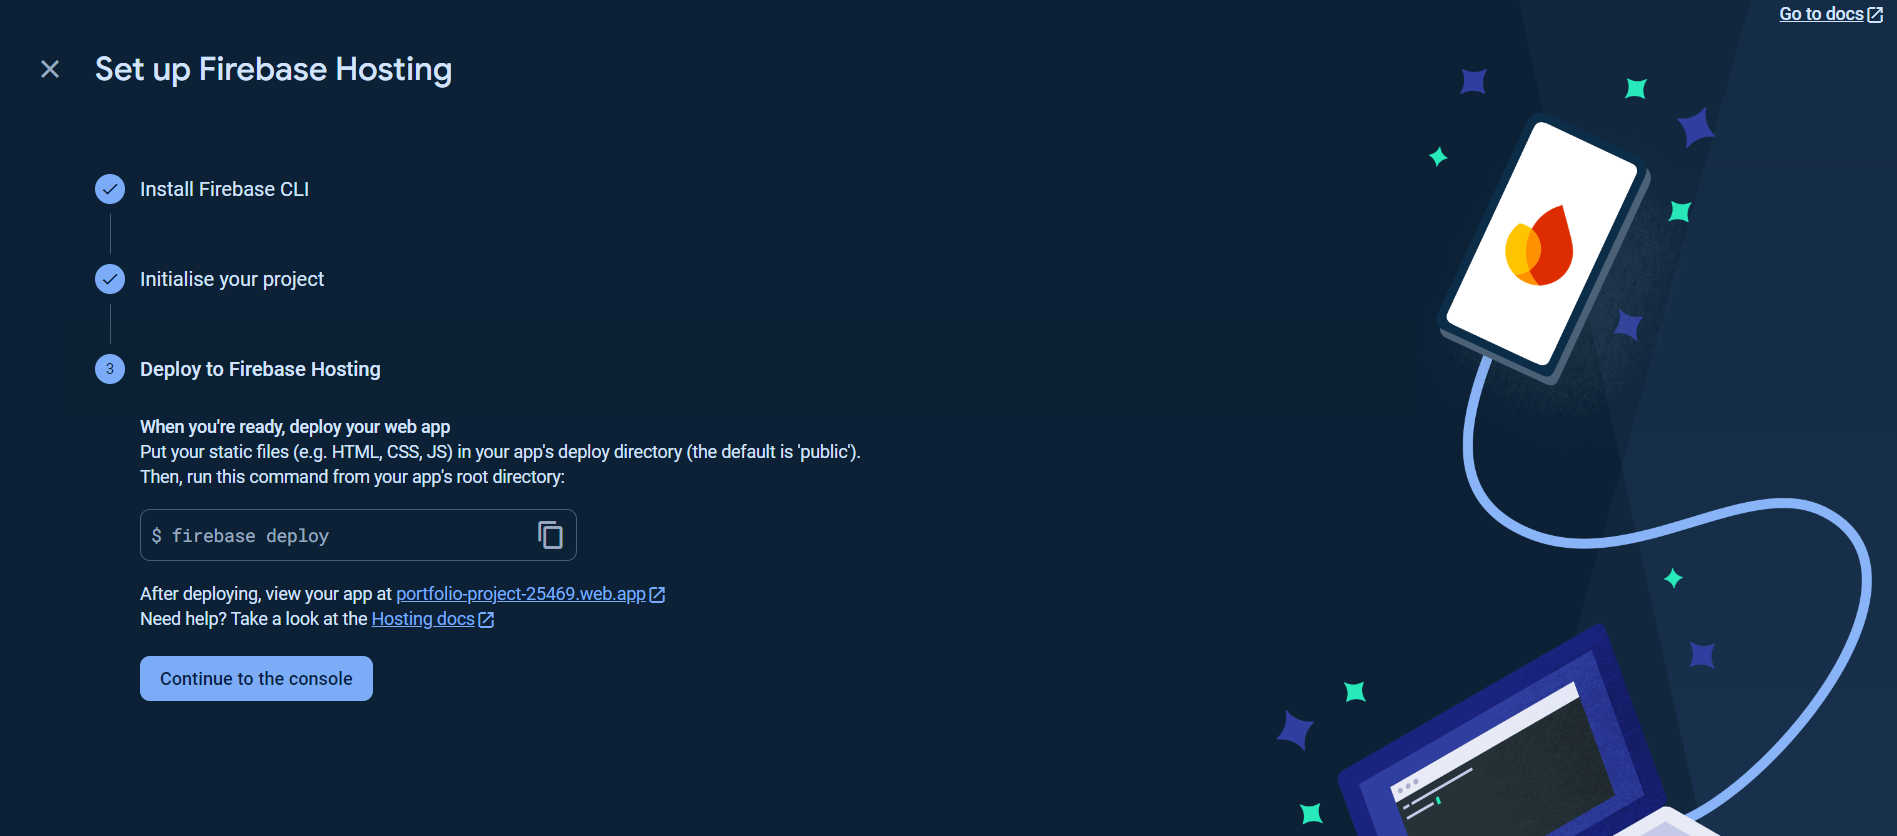 Go to docs
Set up Firebase Hosting
Install Firebase CLI
Initialise your project
3 Deploy to Firebase Hosting
When you're ready, deploy your web app
Put your static files (e.g. HTML, CSS, JS) in your app's deploy directory (the default is 'public').
Then, run this command from your app's root directory:
$ firebase deploy
After deploying, view your app at portfolio-project-25469.web.app
Need help? Take a look at the Hosting docs
Continue to the console